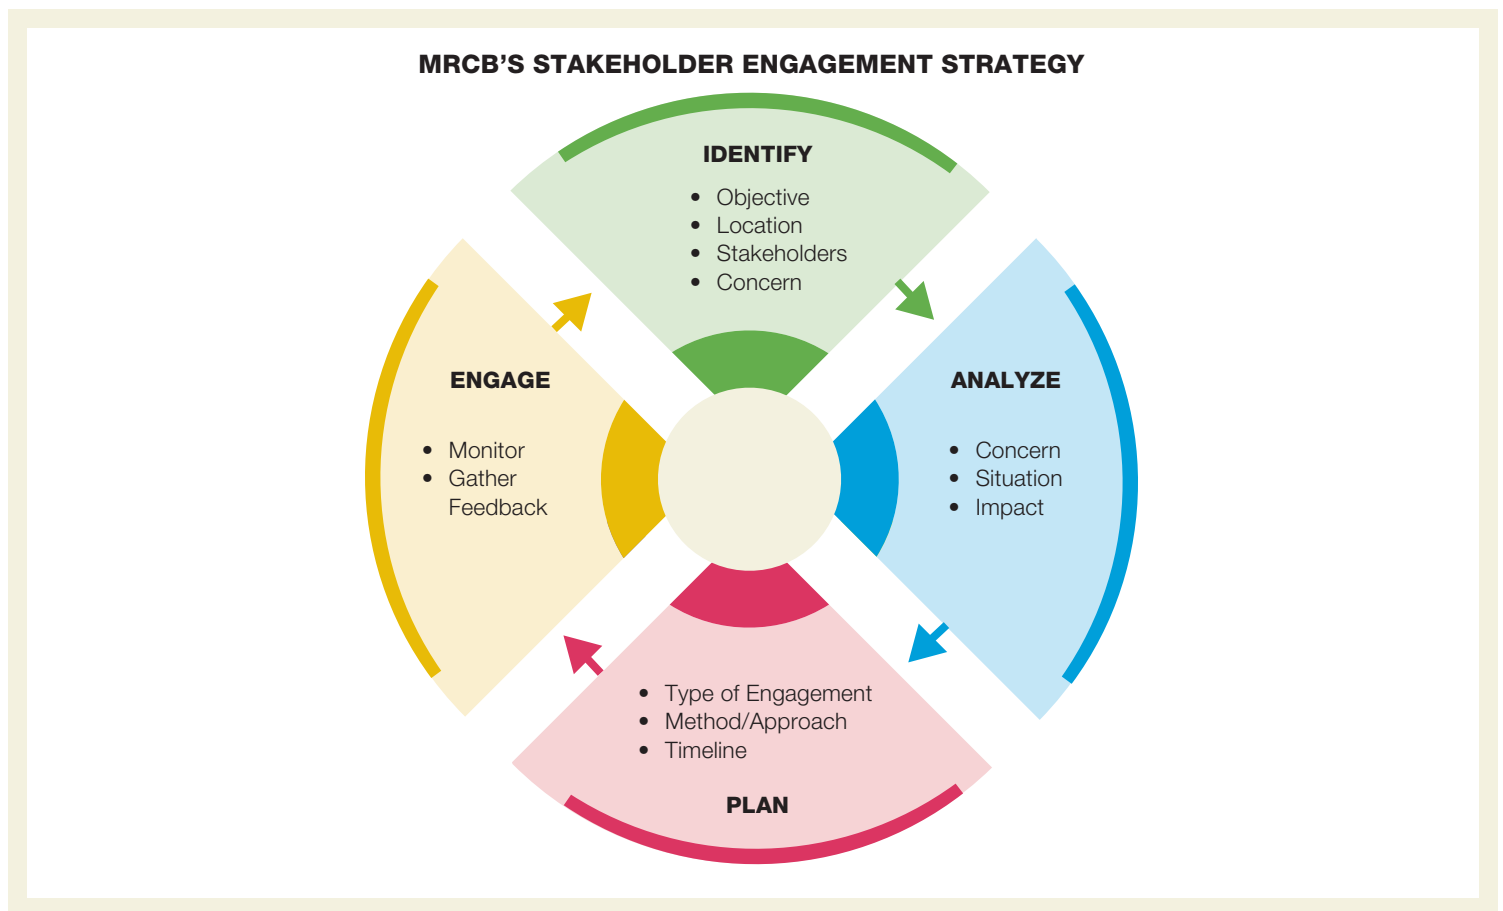 MRCB’S STAKEHOLDER ENGAGEMENT STRATEGY
IDENTIFY
• Objective
• Location
• Stakeholders
• Concern
ENGAGE
• Monitor
• Gather
Feedback
ANALYZE
• Concern
• Situation
• Impact
• Type of Engagement
• Method/Approach
• Timeline
PLAN